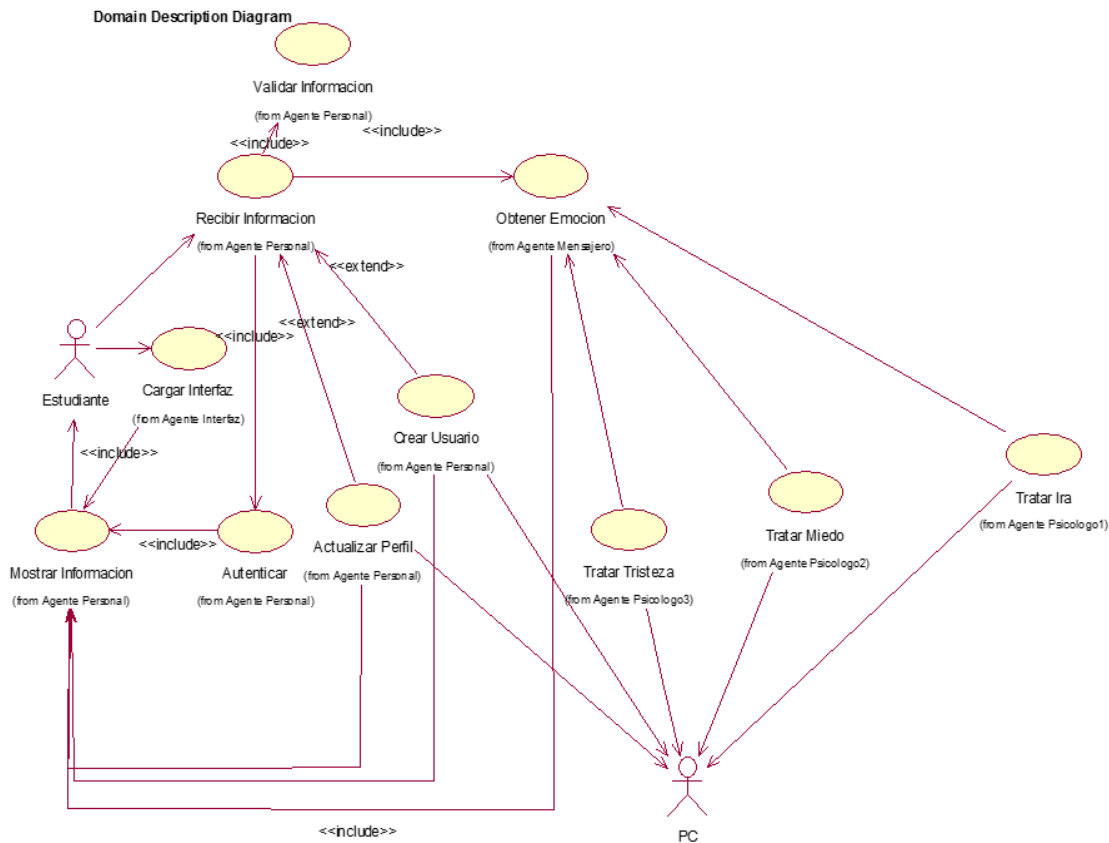 Domain Description Diagram
Validar Informacion
(from Agente Personal)
<<include>>
<<include>>
Recibir Informacion
(from Agente Personal)
Obtener Emocion
(from Agente Mensajero)
<<extend>>
<<extend>>
<<include>>
Estudiante
Cargar Interfaz
(from Agente Interfaz)
<<include>>
Crear Usuario
(from Agente Personal)
Tratar Ira
(from Agente Psicologo1)
Tratar Miedo
(from Agente Psicologo2)
Tratar Tristeza
(from Agente Psicologo3)
<<include>>
Actualizar Perfil
(from Agente Personal)
Mostrar Informacion
(from Agente Personal)
Autenticar
(from Agente Personal)
<<include>>
PC